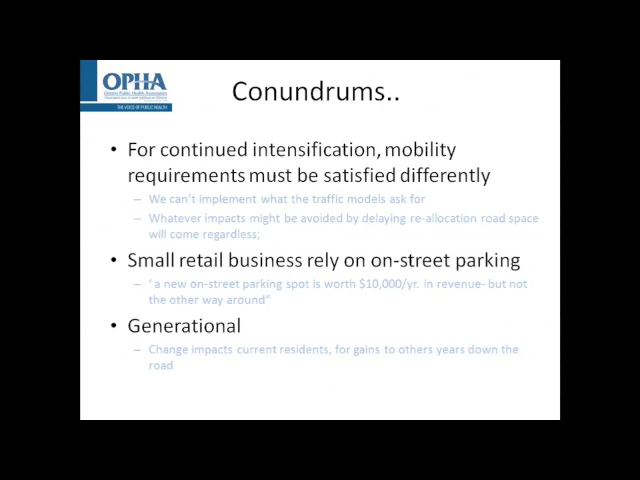 OPHA
Ontario Public Health Association
THE VOICE OF PUBLIC HEALTH
Conundrums..
• For continued intensification, mobility
requirements must be satisfied differently
– We can't implement what the traffic models ask for
– Whatever impacts might be avoided by delaying re-allocation road space
will come regardless;
• Small retail business rely on on-street parking
– ' a new on-street parking spot is worth $10,000/yr. in revenue- but not
the other way around"
• Generational
– Change impacts current residents, for gains to others years down the
road